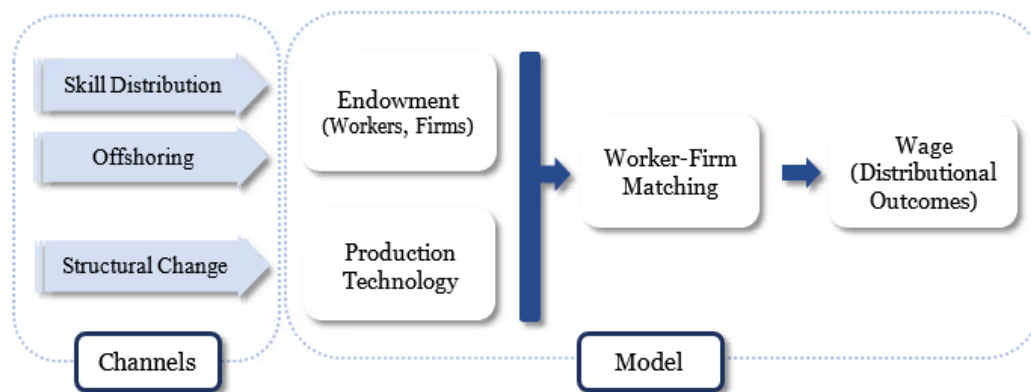 Skill Distribution
Offshoring
Structural Change
Channels
Endowment
(Workers, Firms)
Production
Technology
Worker-Firm
Matching
Wage
(Distributional
Outcomes)
Model